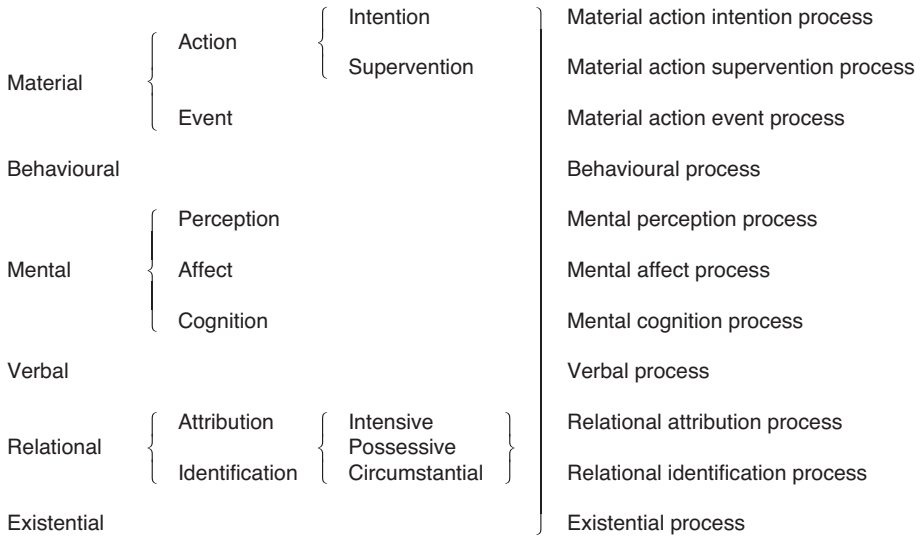 Intention Material action intention process
Action
Supervention Material action supervention process
Material
Event Material action event process
Behavioural Behavioural process
Perception Mental perception process
Mental Affect Mental affect process
Cognition Mental cognition process
Verbal Verbal process
Attribution Intensive Relational attribution process
Relational Possessive
Identification Circumstantial Relational identification process
Existential Existential process